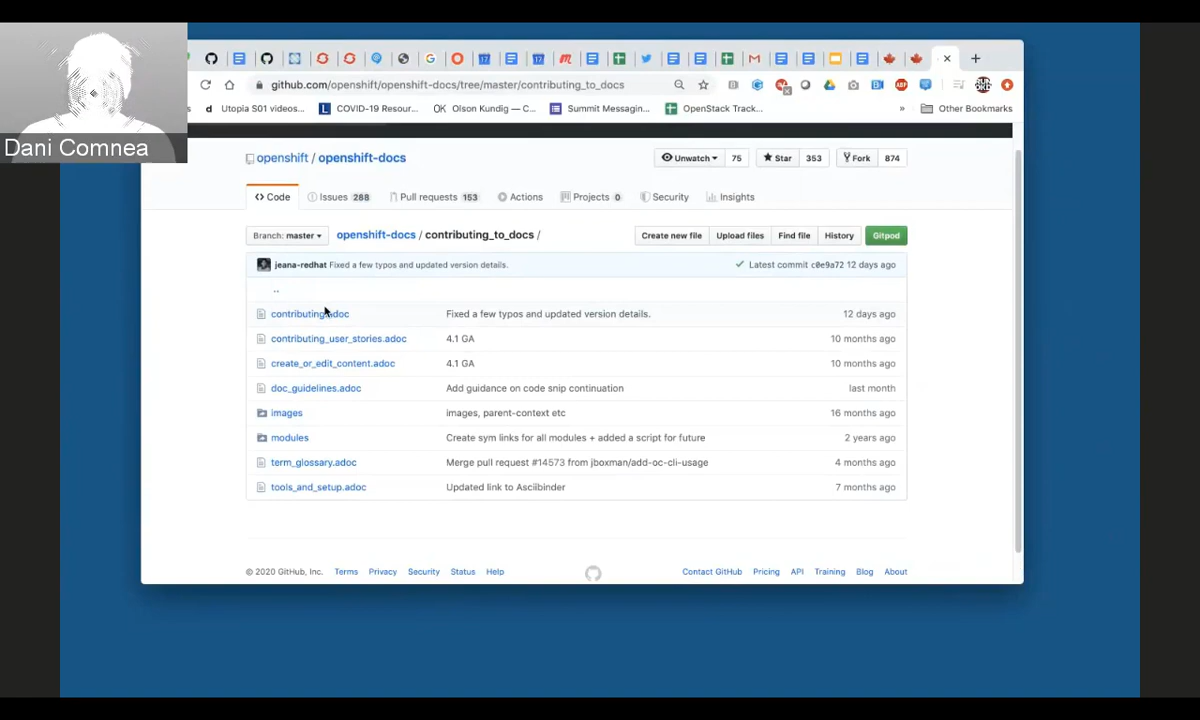 github.com/openshift/openshift-docs/tree/master/contributing_to_docs
d Utopia S01 videos... L COVID-19 Resour... OK Olson Kundig — C... Summit Messagin... OpenStack Track... » Other Bookmarks
Dani Comnea
openshift / openshift-docs Unwatch 75 Star 353 Fork 874
Code Issues 288 Pull requests 153 Actions Projects 0 Security Insights
Branch: master openshift-docs / contributing_to_docs / Create new file Upload files Find file History Gitpod
jeana-redhat Fixed a few typos and updated version details. Latest commit c0e9a72 12 days ago
..
contributing.adoc Fixed a few typos and updated version details. 12 days ago
contributing_user_stories.adoc 4.1 GA 10 months ago
create_or_edit_content.adoc 4.1 GA 10 months ago
doc_guidelines.adoc Add guidance on code snip continuation last month
images images, parent-context etc 16 months ago
modules Create sym links for all modules + added a script for future 2 years ago
term_glossary.adoc Merge pull request #14573 from jboxman/add-oc-cli-usage 4 months ago
tools_and_setup.adoc Updated link to Asciibinder 7 months ago
© 2020 GitHub, Inc. Terms Privacy Security Status Help Contact GitHub Pricing API Training Blog About